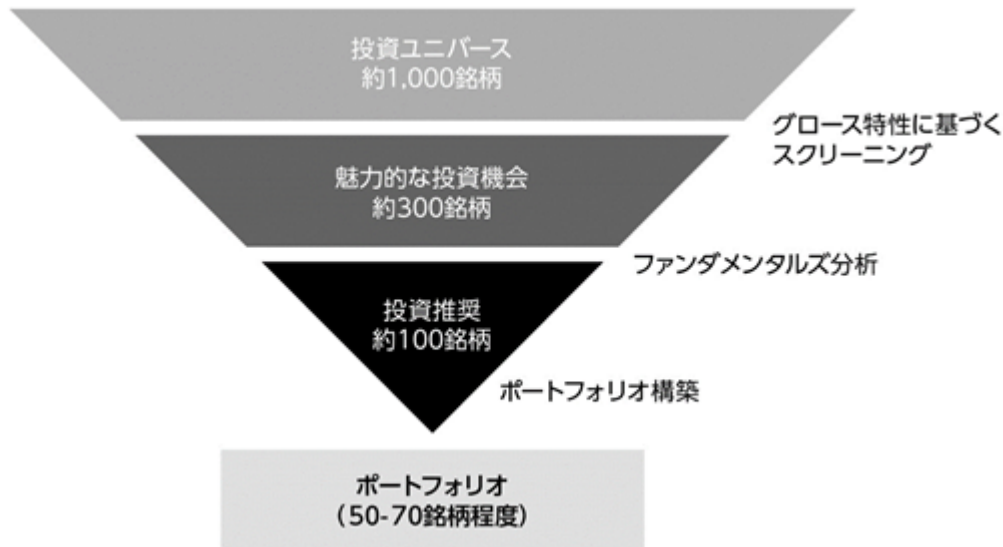 投資ユニバース
約1,000銘柄
グロース特性に基づく
スクリーニング
魅力的な投資機会
約300銘柄
ファンダメンタルズ分析
投資推奨
約100銘柄
ポートフォリオ構築
ポートフォリオ
(50-70銘柄程度)